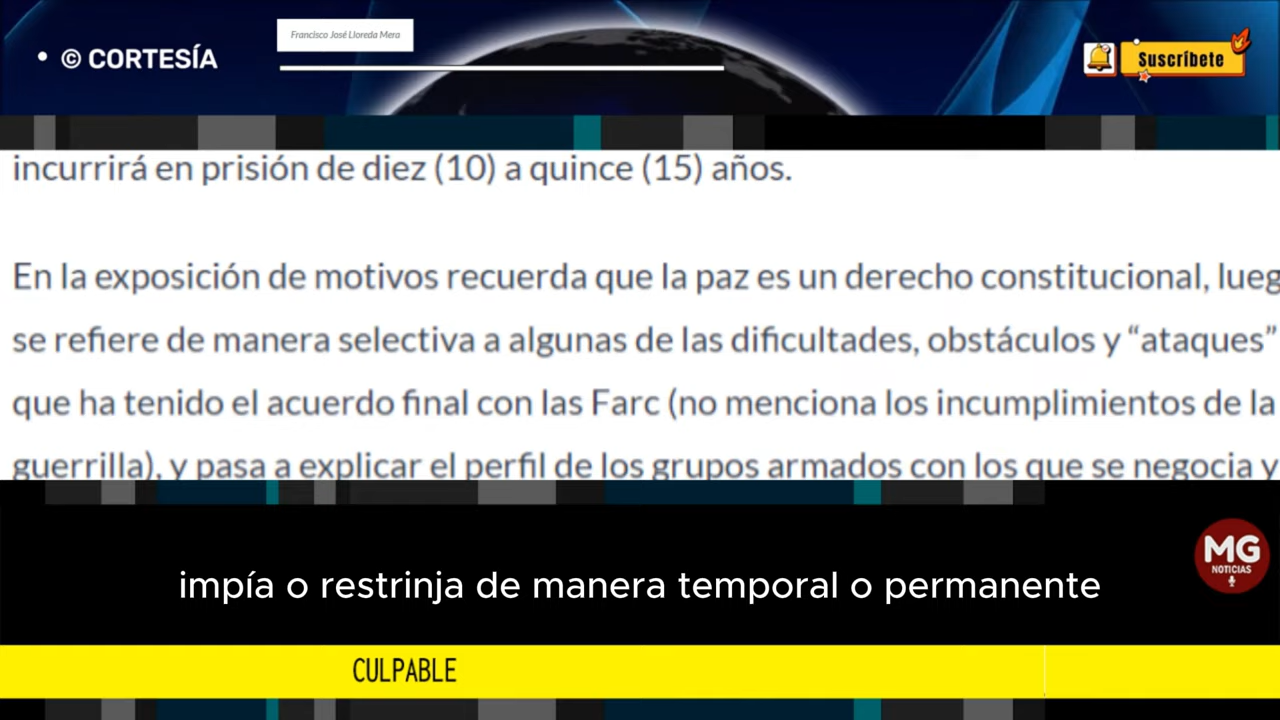 • © CORTESÍA
Francisco José Lloreda Mera
Suscríbete
incurrirá en prisión de diez (10) a quince (15) años.
En la exposición de motivos recuerda que la paz es un derecho constitucional, lueg
se refiere de manera selectiva a algunas de las dificultades, obstáculos y “ataques”
que ha tenido el acuerdo final con las Farc (no menciona los incumplimientos de la
guerrilla), y pasa a explicar el perfil de los grupos armados con los que se negocia y
MG
NOTICIAS
impía o restrinja de manera temporal o permanente
CULPABLE